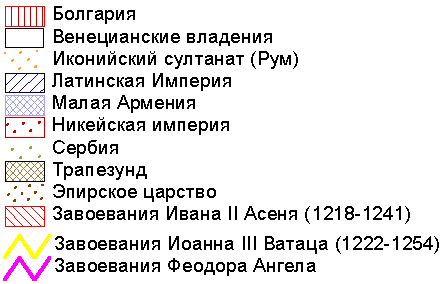 Болгария
Венецианские владения
Иконийский султанат (Рум)
Латинская Империя
Малая Армения
Никейская империя
Сербия
Трапезунд
Эпирское царство
Завоевания Ивана II Асеня (1218-1241)
Завоевания Иоанна III Ватаца (1222-1254)
Завоевания Феодора Ангела